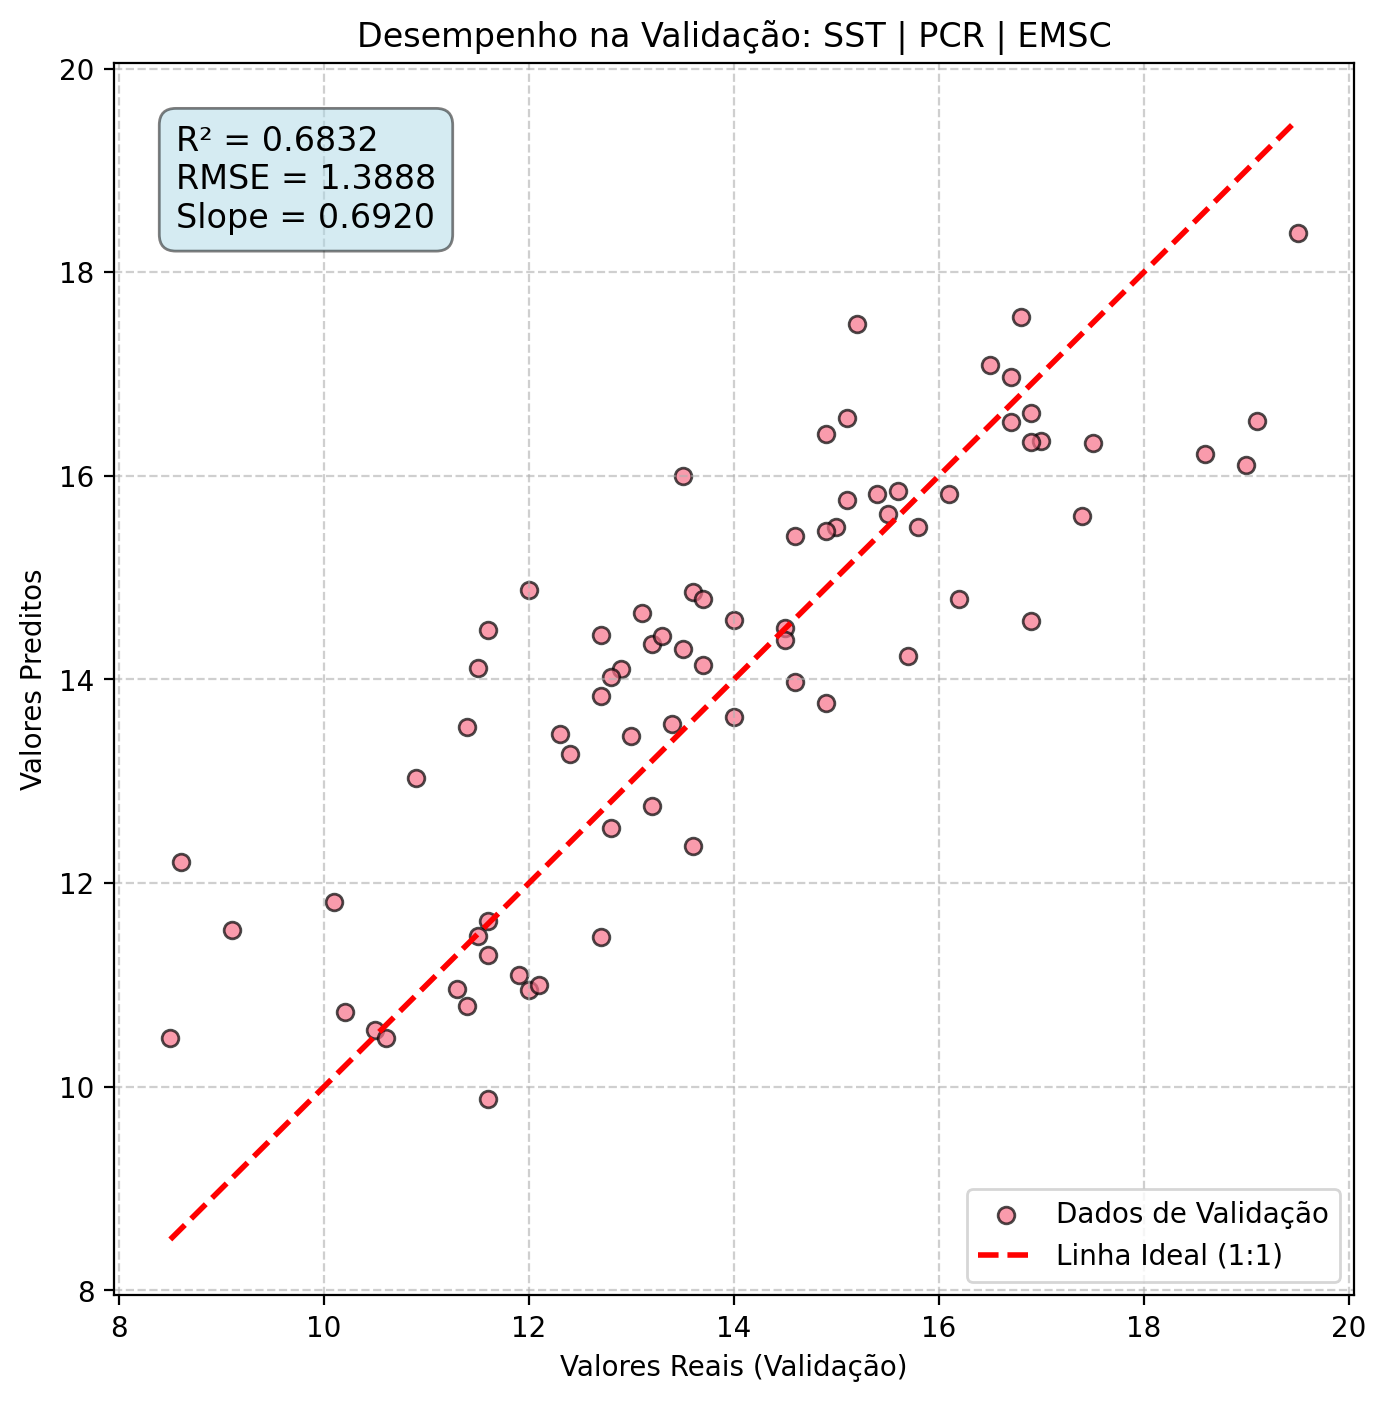 Desempenho na Validação: SST | PCR | EMSC
R² = 0.6832
RMSE = 1.3888
Slope = 0.6920
20
18
16
14
12
10
8
Valores Preditos
Dados de Validação
Linha Ideal (1:1)
8 10 12 14 16 18 20
Valores Reais (Validação)